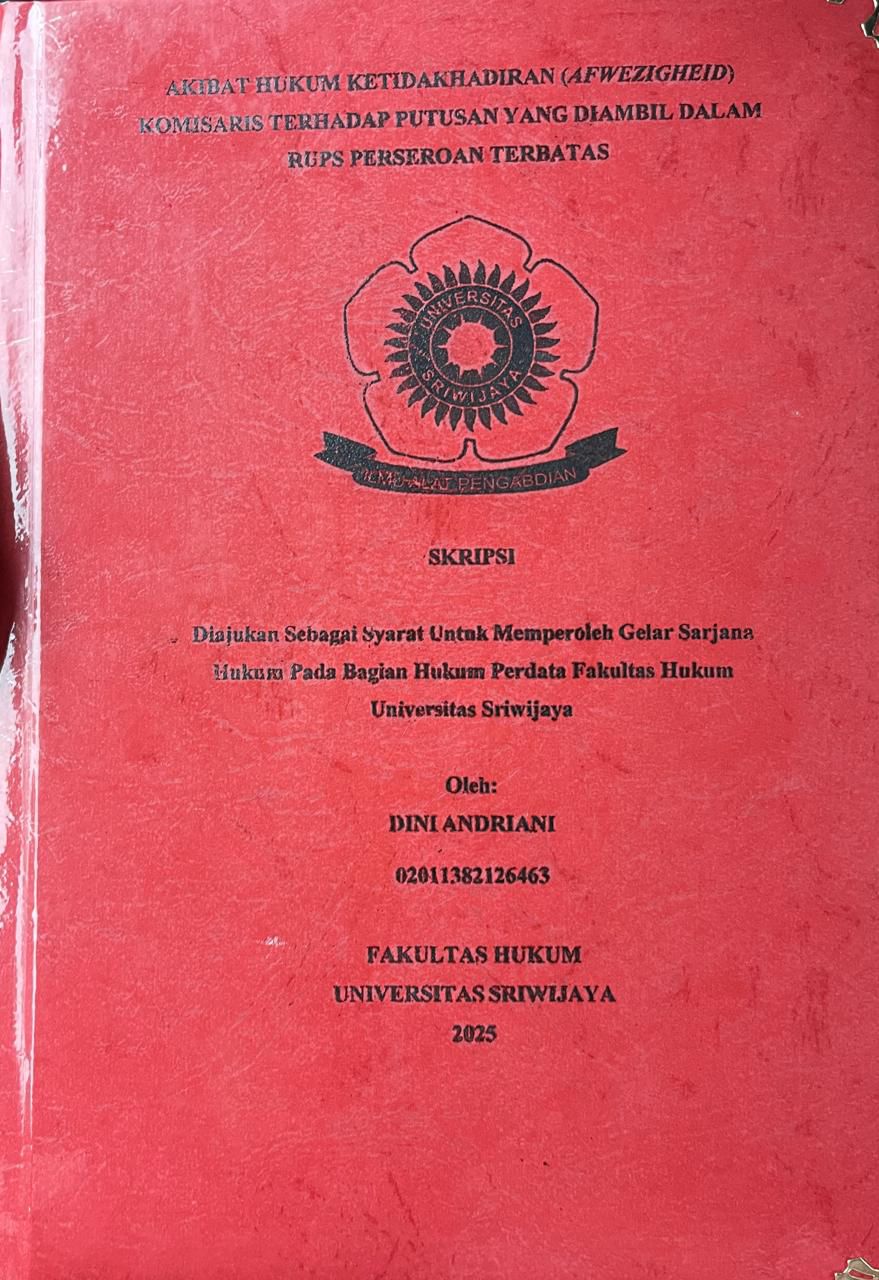 AKIBAT HUKUM KETIDAKHADIRAN (AFWEZIGHEID)
KOMISARIS TERHADAP PUTUSAN YANG DIAMBIL DALAM
RUPS PERSEROAN TERBATAS
UNIVERSITAS
SRIWIJAYA
ILMU ALAT PENGABDIAN
SKRIPSI
Diajukan Sebagai Syarat Untuk Memperoleh Gelar Sarjana
Hukum Pada Bagian Hukum Perdata Fakultas Hukum
Universitas Sriwijaya
Oleh:
DINI ANDRIANI
02011382126463
FAKULTAS HUKUM
UNIVERSITAS SRIWIJAYA
2025